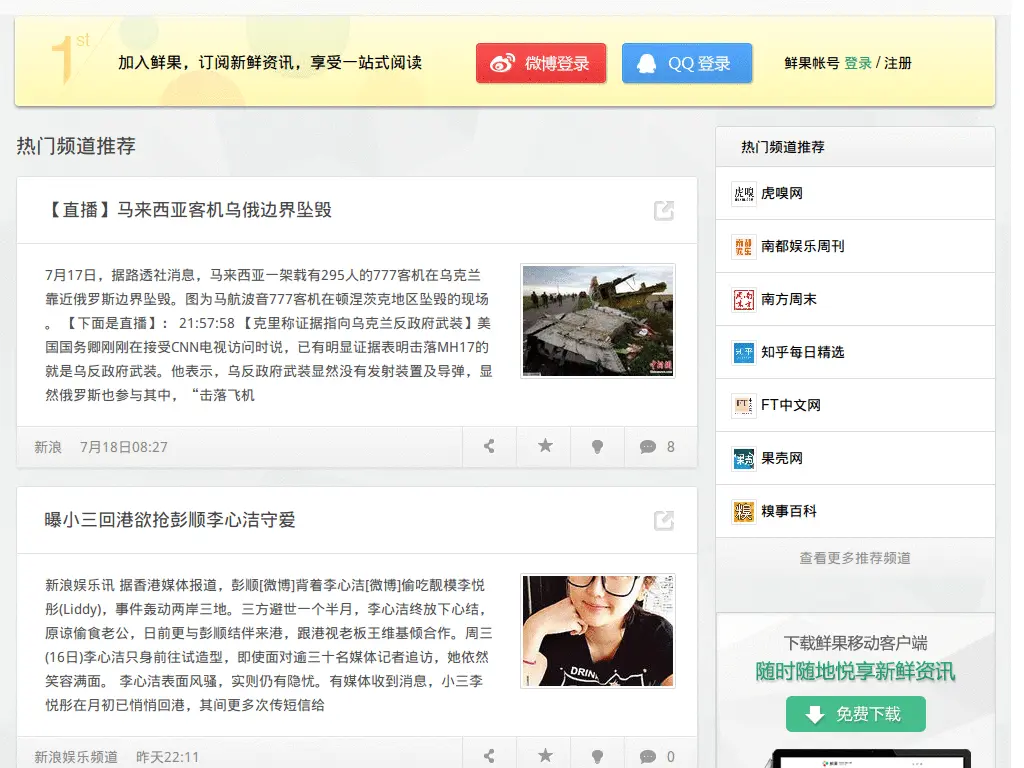 1st
加入鲜果，订阅新鲜资讯，享受一站式阅读
微博登录
QQ 登录
鲜果帐号 登录 / 注册
热门频道推荐
【直播】马来西亚客机乌俄边界坠毁
7月17日，据路透社消息，马来西亚一架载有295人的777客机在乌克兰
靠近俄罗斯边界坠毁。图为马航波音777客机在顿涅茨克地区坠毁的现场
。 【下面是直播】： 21:57:58 【克里称证据指向乌克兰反政府武装】美
国国务卿刚刚在接受CNN电视访问时说，已有明显证据表明击落MH17的
就是乌反政府武装。他表示，乌反政府武装显然没有发射装置及导弹，显
然俄罗斯也参与其中，“击落飞机
中新网
新浪 7月18日08:27
8
曝小三回港欲抢彭顺李心洁守爱
新浪娱乐讯 据香港媒体报道，彭顺[微博]背着李心洁[微博]偷吃靓模李悦
彤(Liddy)，事件轰动两岸三地。三方避世一个半月，李心洁终放下心结，
原谅偷食老公，日前更与彭顺结伴来港，跟港视老板王维基倾合作。周三
(16日)李心洁只身前往试造型，即使面对逾三十名媒体记者追访，她依然
笑容满面。 李心洁表面风骚，实则仍有隐忧。有媒体收到消息，小三李
悦彤在月初已悄悄回港，其间更多次传短信给
新浪娱乐频道 昨天22:11
0
热门频道推荐
虎嗅 虎嗅网
南都娱乐 南都娱乐周刊
南方周末
知乎 知乎每日精选
FT FT中文网
果壳 果壳网
糗事百科
查看更多推荐频道
下载鲜果移动客户端
随时随地悦享新鲜资讯
免费下载